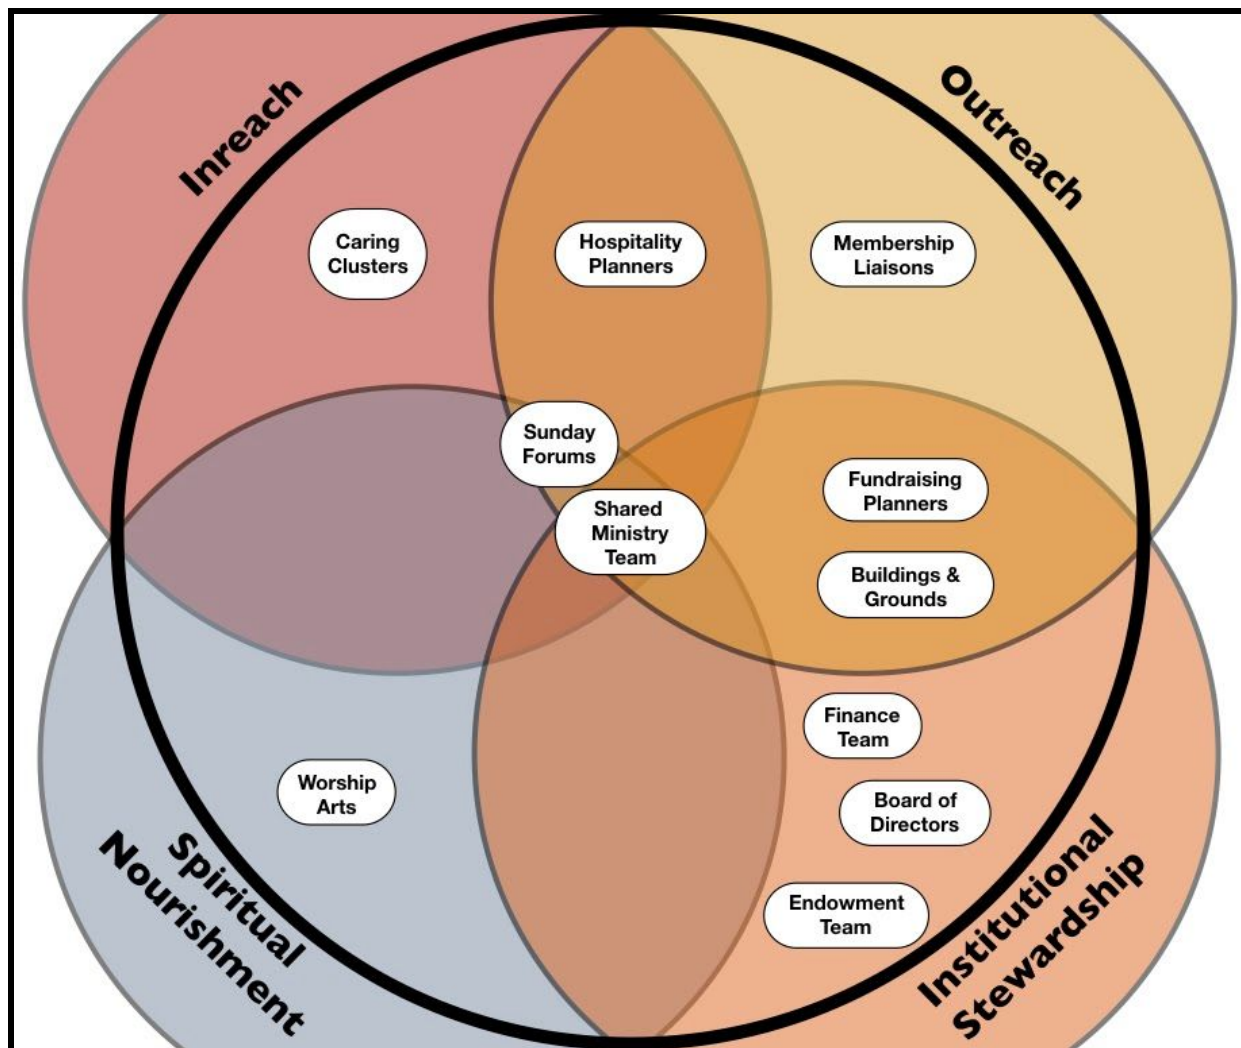 Inreach
Outreach
Caring
Clusters
Hospitality
Planners
Membership
Liaisons
Sunday
Forums
Shared
Ministry
Team
Fundraising
Planners
Buildings &
Grounds
Finance
Team
Worship
Arts
Board of
Directors
Endowment
Team
Spiritual
Nourishment
Institutional
Stewardship